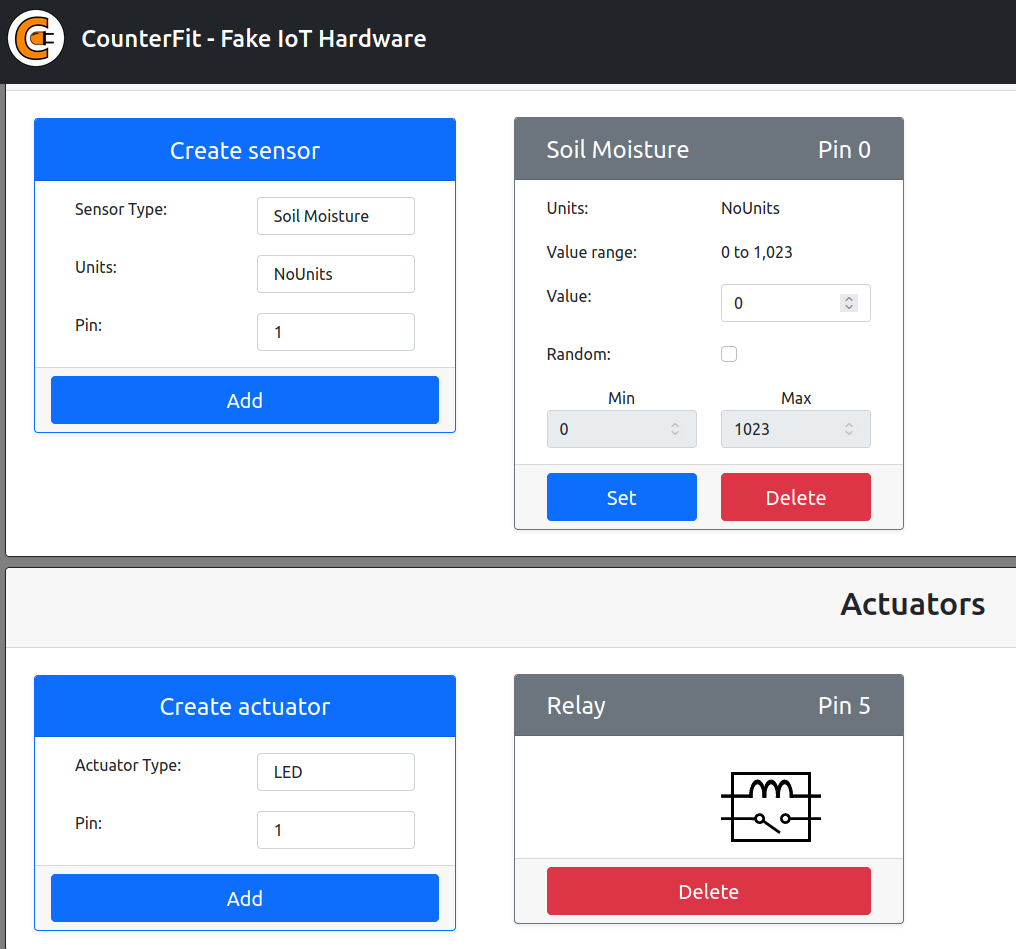 CounterFit - Fake IoT Hardware
Create sensor
Sensor Type: Soil Moisture
Units: NoUnits
Pin: 1
Add
Soil Moisture Pin 0
Units: NoUnits
Value range: 0 to 1,023
Value: 0
Random:
Min Max
0 1023
Set Delete
Actuators
Create actuator
Actuator Type: LED
Pin: 1
Add
Relay Pin 5
Delete